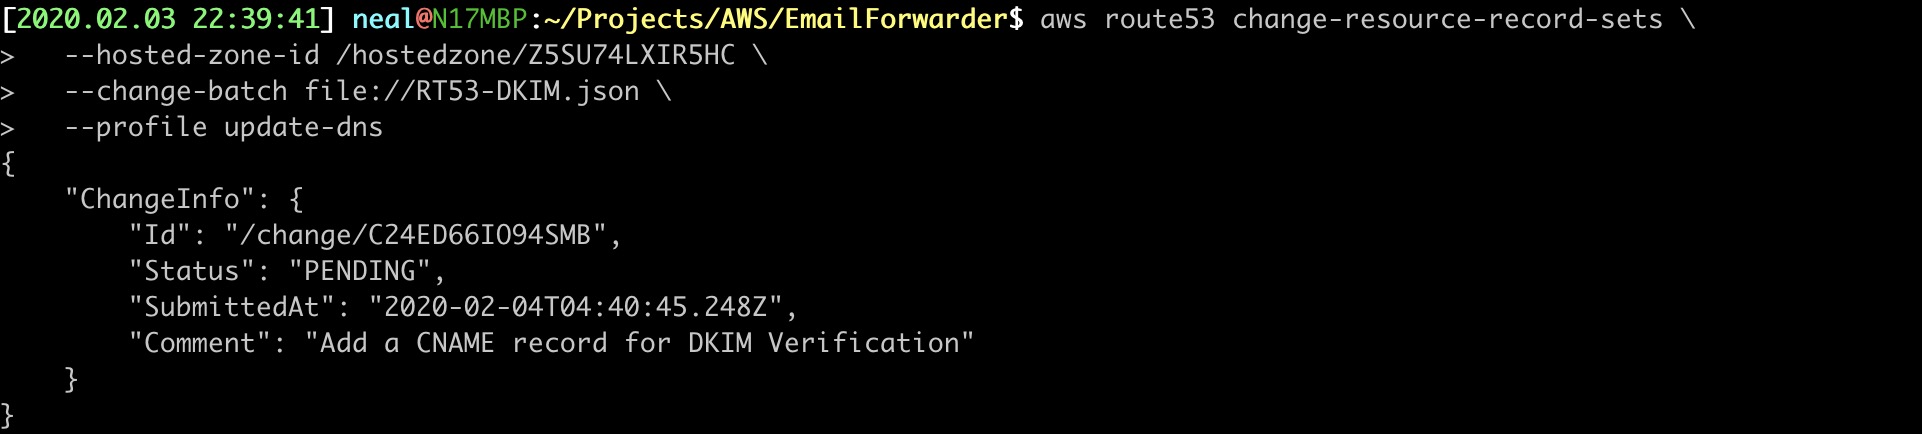 [2020.02.03 22:39:41] neal@N17MBP:~/Projects/AWS/EmailForwarder$ aws route53 change-resource-record-sets \
>   --hosted-zone-id /hostedzone/Z5SU74LXIR5HC \
>   --change-batch file://RT53-DKIM.json \
>   --profile update-dns
{
    "ChangeInfo": {
        "Id": "/change/C24ED66IO94SMB",
        "Status": "PENDING",
        "SubmittedAt": "2020-02-04T04:40:45.248Z",
        "Comment": "Add a CNAME record for DKIM Verification"
    }
}